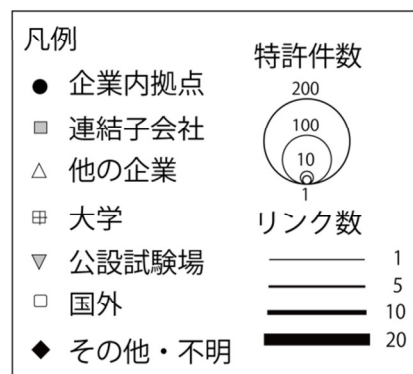 凡例
企業内拠点
連結子会社
他の企業
大学
公設試験場
国外
その他・不明
特許件数
200
100
10
1
リンク数
1
5
10
20